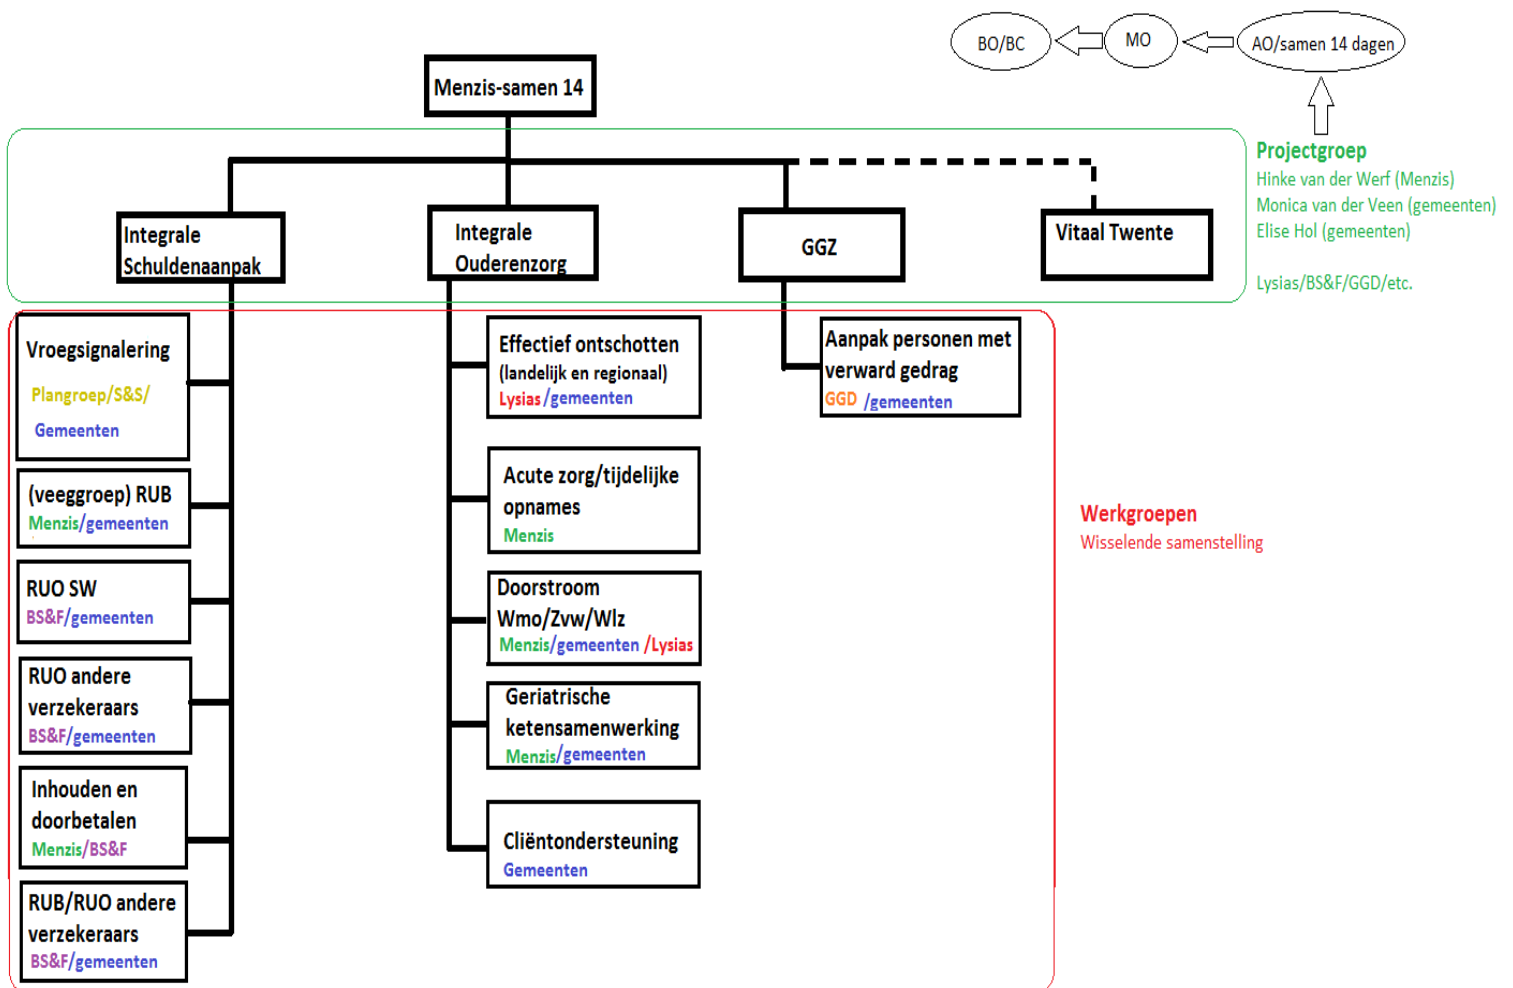 BO/BC
MO
AO/samen 14 dagen
Menzis-samen 14
Projectgroep
Hinke van der Werf (Menzis)
Monica van der Veen (gemeenten)
Elise Hol (gemeenten)
Lysias/BS&F/GGD/etc.
Integrale
Schuldenaanpak
Integrale
Ouderenzorg
GGZ
Vitaal Twente
Vroegsignalering
Plangroep/S&S/
Gemeenten
(veeggroep) RUB
Menzis/gemeenten
RUO SW
BS&F/gemeenten
RUO andere
verzekeraars
BS&F/gemeenten
Inhouden en
doorbetalen
Menzis/BS&F
RUB/RUO andere
verzekeraars
BS&F/gemeenten
Effectief ontschotten
(landelijk en regionaal)
Lysias/gemeenten
Acute zorg/tijdelijke
opnames
Menzis
Doorstroom
Wmo/Zvw/Wlz
Menzis/gemeenten /Lysias
Geriatrische
ketensamenwerking
Menzis/gemeenten
Cliëntondersteuning
Gemeenten
Aanpak personen met
verward gedrag
GGD /gemeenten
Werkgroepen
Wisselende samenstelling